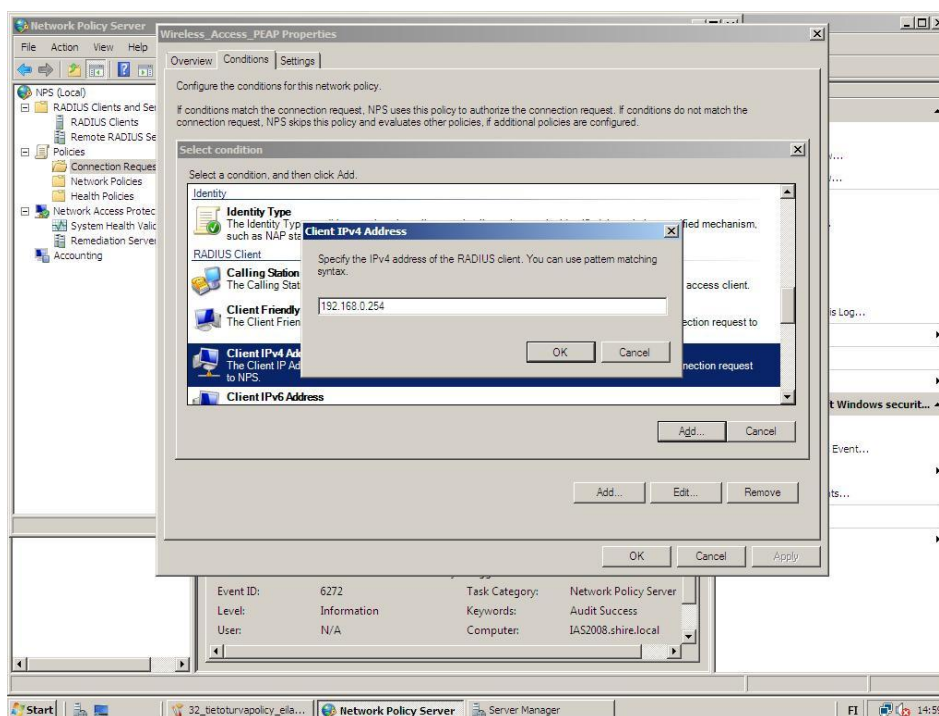 Network Policy Server
File Action View Help
NPS (Local)
RADIUS Clients and Ser
RADIUS Clients
Remote RADIUS Se
Policies
Connection Reques
Network Policies
Health Policies
Network Access Protec
System Health Valid
Remediation Server
Accounting
Wireless_Access_PEAP Properties
Overview Conditions Settings
Configure the conditions for this network policy.
If conditions match the connection request, NPS uses this policy to authorize the connection request. If conditions do not match the
connection request, NPS skips this policy and evaluates other policies, if additional policies are configured.
Select condition
Select a condition, and then click Add.
Identity
Identity Type
The Identity Typ
fied mechanism,
such as NAP sta
RADIUS Client
Calling Station
The Calling Stat
access client.
Client Friendly
The Client Frien
ection request to
Client IPv4 Add
The Client IP Ad
nection request
to NPS.
Client IPv6 Address
Add... Cancel
Client IPv4 Address
Specify the IPv4 address of the RADIUS client. You can use pattern matching
syntax.
192.168.0.254
OK Cancel
Add... Edit... Remove
OK Cancel Apply
is Log...
t Windows securit...
Event...
ts...
Event ID: 6272 Task Category: Network Policy Server
Level: Information Keywords: Audit Success
User: N/A Computer: IAS2008.shire.local
Start 32_tietoturvapolicy_eila... Network Policy Server Server Manager FI 14:59